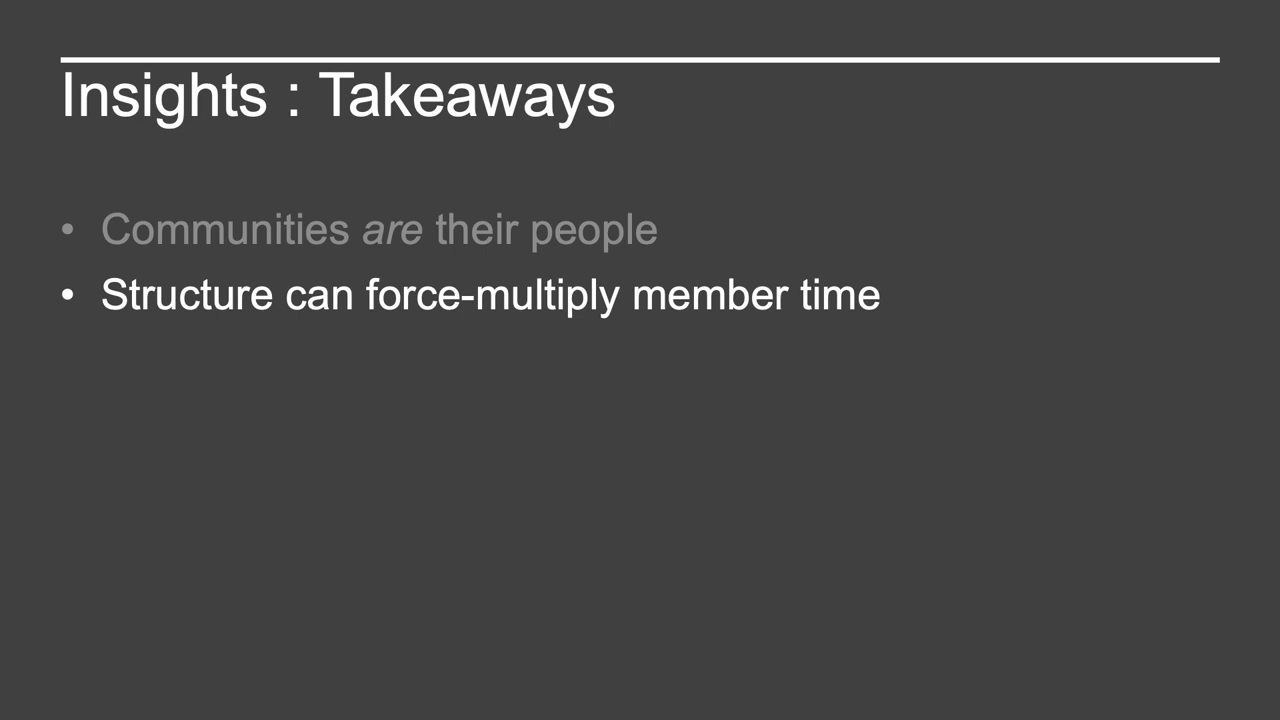 Insights : Takeaways
• Communities are their people
• Structure can force-multiply member time